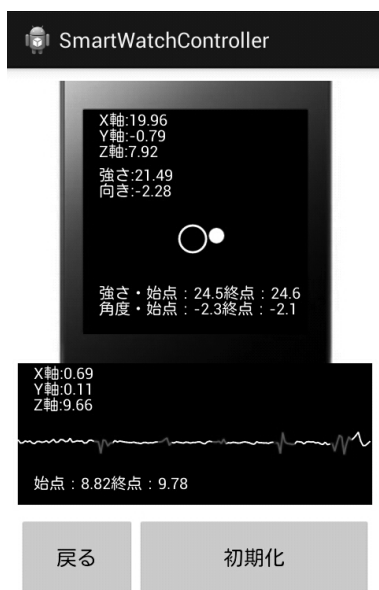 SmartWatchController
X軸:19.96
Y軸:-0.79
Z軸:7.92
強さ:21.49
向き:-2.28
強さ・始点：24.5終点：24.6
角度・始点：-2.3終点：-2.1
X軸:0.69
Y軸:0.11
Z軸:9.66
始点：8.82終点：9.78
戻る
初期化